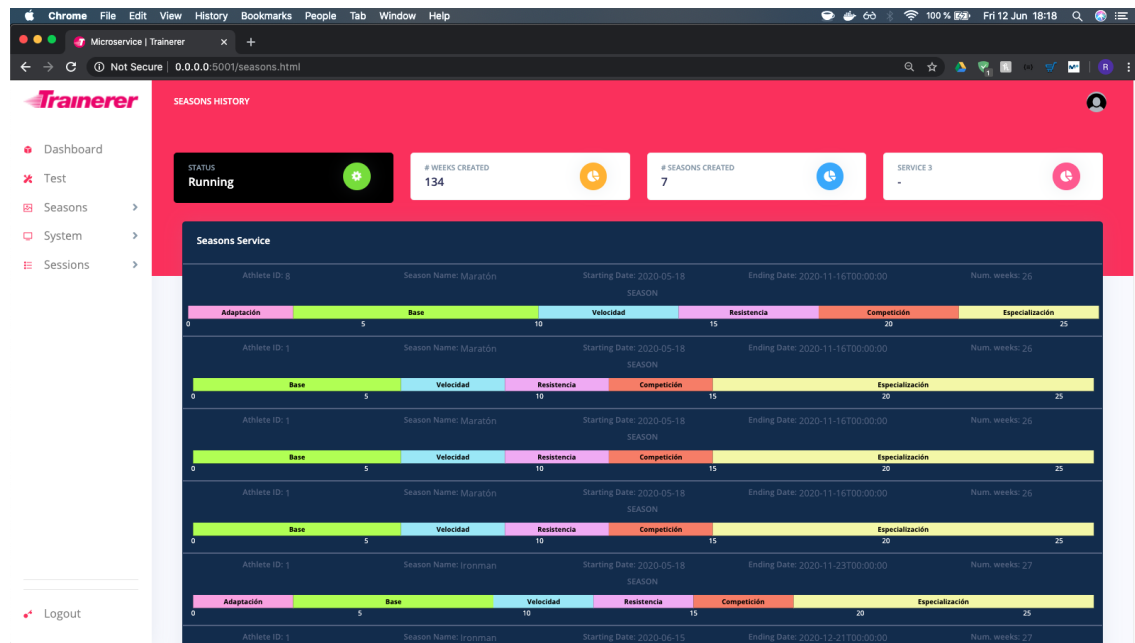 Chrome File Edit View History Bookmarks People Tab Window Help 100 % Fri 12 Jun 18:18
Microservice | Trainerer
Not Secure | 0.0.0.0:5001/seasons.html R
Trainerer
SEASONS HISTORY
Dashboard
Test
Seasons
System
Sessions
Logout
STATUS
Running
# WEEKS CREATED
134
# SEASONS CREATED
7
SERVICE 3
-
Seasons Service
Athlete ID: 8 Season Name: Maratón Starting Date: 2020-05-18 Ending Date: 2020-11-16T00:00:00 Num. weeks: 26
SEASON
Adaptación Base Velocidad Resistencia Competición Especialización
0 5 10 15 20 25
Athlete ID: 1 Season Name: Maratón Starting Date: 2020-05-18 Ending Date: 2020-11-16T00:00:00 Num. weeks: 26
SEASON
Base Velocidad Resistencia Competición Especialización
0 5 10 15 20 25
Athlete ID: 1 Season Name: Maratón Starting Date: 2020-05-18 Ending Date: 2020-11-16T00:00:00 Num. weeks: 26
SEASON
Base Velocidad Resistencia Competición Especialización
0 5 10 15 20 25
Athlete ID: 1 Season Name: Maratón Starting Date: 2020-05-18 Ending Date: 2020-11-16T00:00:00 Num. weeks: 26
SEASON
Base Velocidad Resistencia Competición Especialización
0 5 10 15 20 25
Athlete ID: 1 Season Name: Ironman Starting Date: 2020-05-18 Ending Date: 2020-11-23T00:00:00 Num. weeks: 27
SEASON
Adaptación Base Velocidad Resistencia Competición Especialización
0 5 10 15 20 25
Athlete ID: 1 Season Name: Ironman Starting Date: 2020-06-15 Ending Date: 2020-12-21T00:00:00 Num. weeks: 27